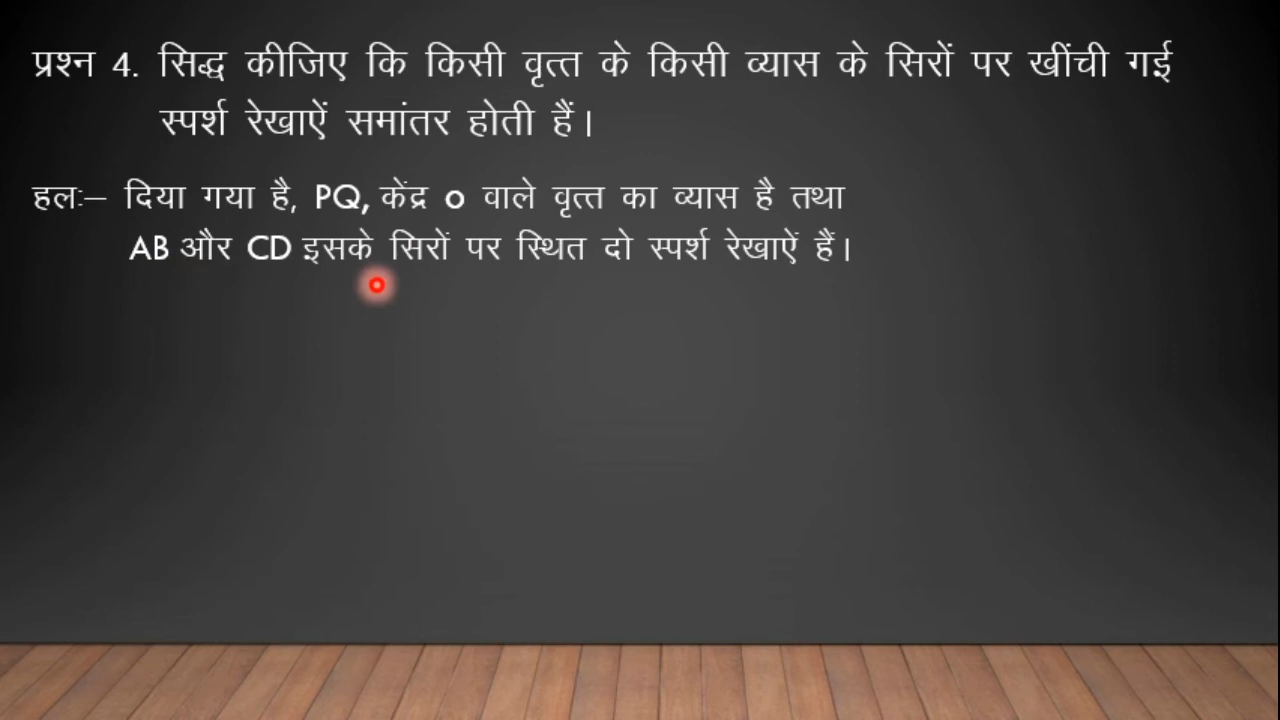 प्रश्न 4. सिद्ध कीजिए कि किसी वृत्त के किसी व्यास के सिरों पर खींची गई
स्पर्श रेखाऐं समांतर होती हैं।
हलः– दिया गया है, PQ, केंद्र o वाले वृत्त का व्यास है तथा
AB और CD इसके सिरों पर स्थित दो स्पर्श रेखाऐं हैं।